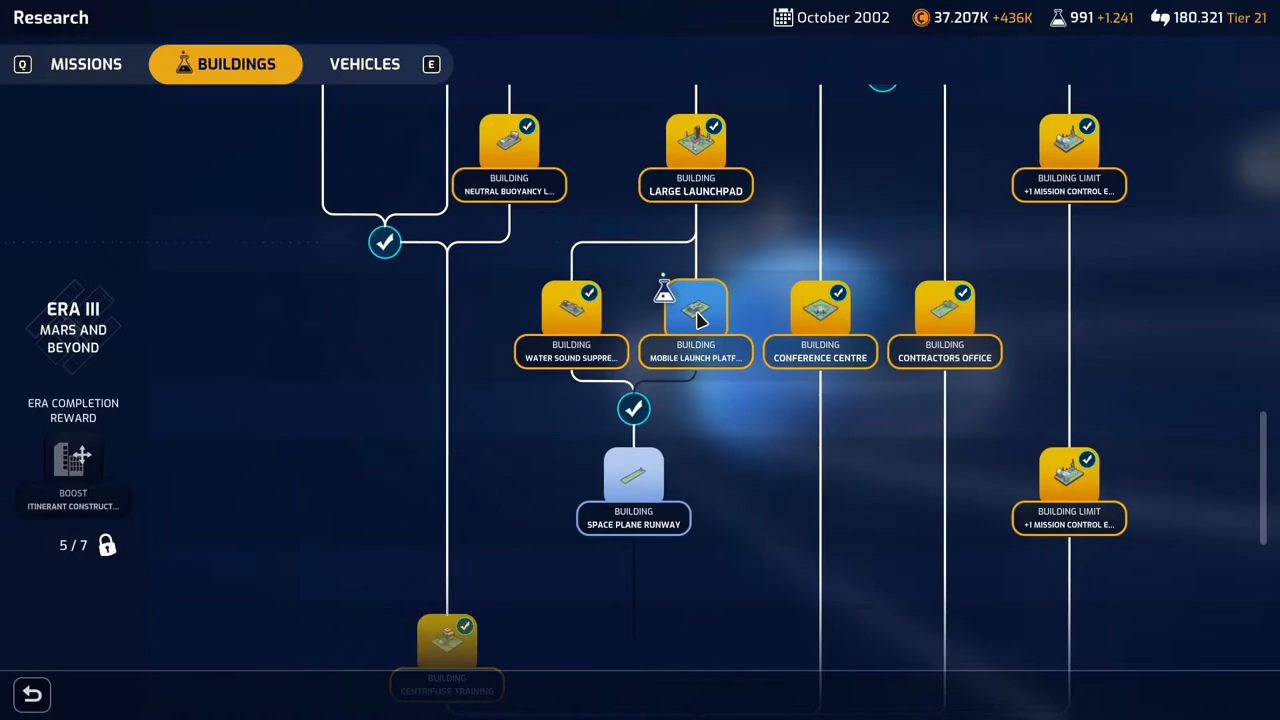 Research
October 2002
37.207K +436K
991 +1.241
180.321 Tier 21
Q
MISSIONS
BUILDINGS
VEHICLES
E
BUILDING
NEUTRAL BUOYANCY L...
BUILDING
LARGE LAUNCHPAD
BUILDING LIMIT
+1 MISSION CONTROL E...
ERA III
MARS AND
BEYOND
BUILDING
WATER SOUND SUPPRE...
BUILDING
MOBILE LAUNCH PLATF...
BUILDING
CONFERENCE CENTRE
BUILDING
CONTRACTORS OFFICE
ERA COMPLETION
REWARD
BOOST
ITINERANT CONSTRUCT...
5 / 7
BUILDING
SPACE PLANE RUNWAY
BUILDING LIMIT
+1 MISSION CONTROL E...
BUILDING
CENTRIFUGE TRAINING